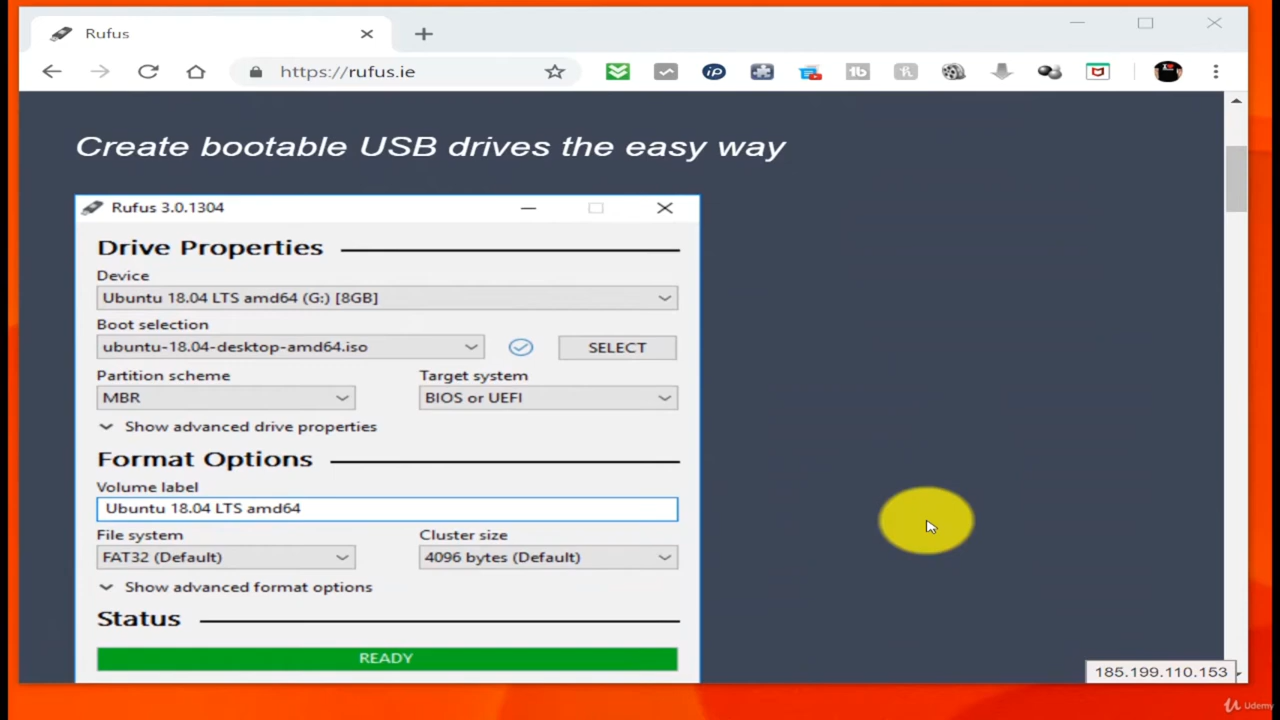 Rufus
https://rufus.ie
Create bootable USB drives the easy way
Rufus 3.0.1304
Drive Properties
Device
Ubuntu 18.04 LTS amd64 (G:) [8GB]
Boot selection
ubuntu-18.04-desktop-amd64.iso
SELECT
Partition scheme
Target system
MBR
BIOS or UEFI
Show advanced drive properties
Format Options
Volume label
Ubuntu 18.04 LTS amd64
File system
Cluster size
FAT32 (Default)
4096 bytes (Default)
Show advanced format options
Status
READY
185.199.110.153
Udemy